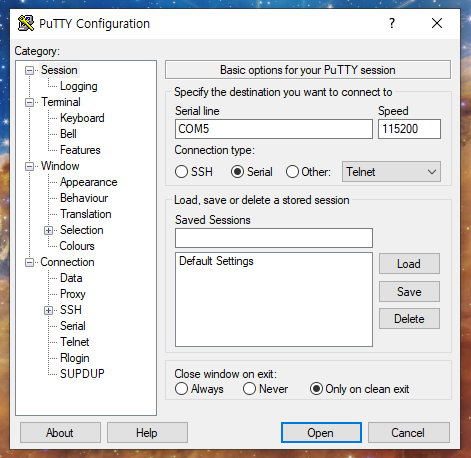 PuTTY Configuration
?
Category:
Session
Logging
Terminal
Keyboard
Bell
Features
Window
Appearance
Behaviour
Translation
Selection
Colours
Connection
Data
Proxy
SSH
Serial
Telnet
Rlogin
SUPDUP
Basic options for your PuTTY session
Specify the destination you want to connect to
Serial line Speed
COM5 115200
Connection type:
SSH Serial Other: Telnet
Load, save or delete a stored session
Saved Sessions
Default Settings
Load
Save
Delete
Close window on exit:
Always Never Only on clean exit
About Help Open Cancel